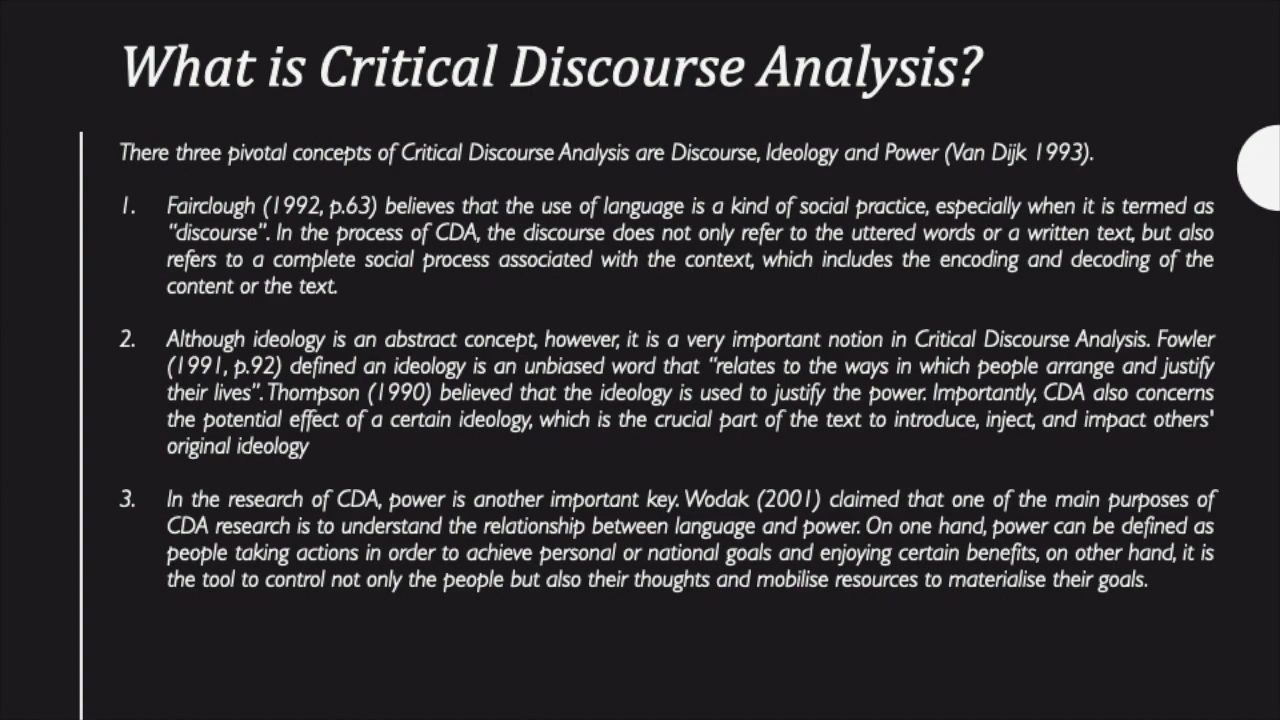 What is Critical Discourse Analysis?
There three pivotal concepts of Critical Discourse Analysis are Discourse, Ideology and Power (Van Dijk 1993).
1. Fairclough (1992, p.63) believes that the use of language is a kind of social practice, especially when it is termed as
“discourse”. In the process of CDA, the discourse does not only refer to the uttered words or a written text, but also
refers to a complete social process associated with the context, which includes the encoding and decoding of the
content or the text.
2. Although ideology is an abstract concept, however, it is a very important notion in Critical Discourse Analysis. Fowler
(1991, p.92) defined an ideology is an unbiased word that “relates to the ways in which people arrange and justify
their lives”. Thompson (1990) believed that the ideology is used to justify the power. Importantly, CDA also concerns
the potential effect of a certain ideology, which is the crucial part of the text to introduce, inject, and impact others'
original ideology
3. In the research of CDA, power is another important key. Wodak (2001) claimed that one of the main purposes of
CDA research is to understand the relationship between language and power. On one hand, power can be defined as
people taking actions in order to achieve personal or national goals and enjoying certain benefits, on other hand, it is
the tool to control not only the people but also their thoughts and mobilise resources to materialise their goals.